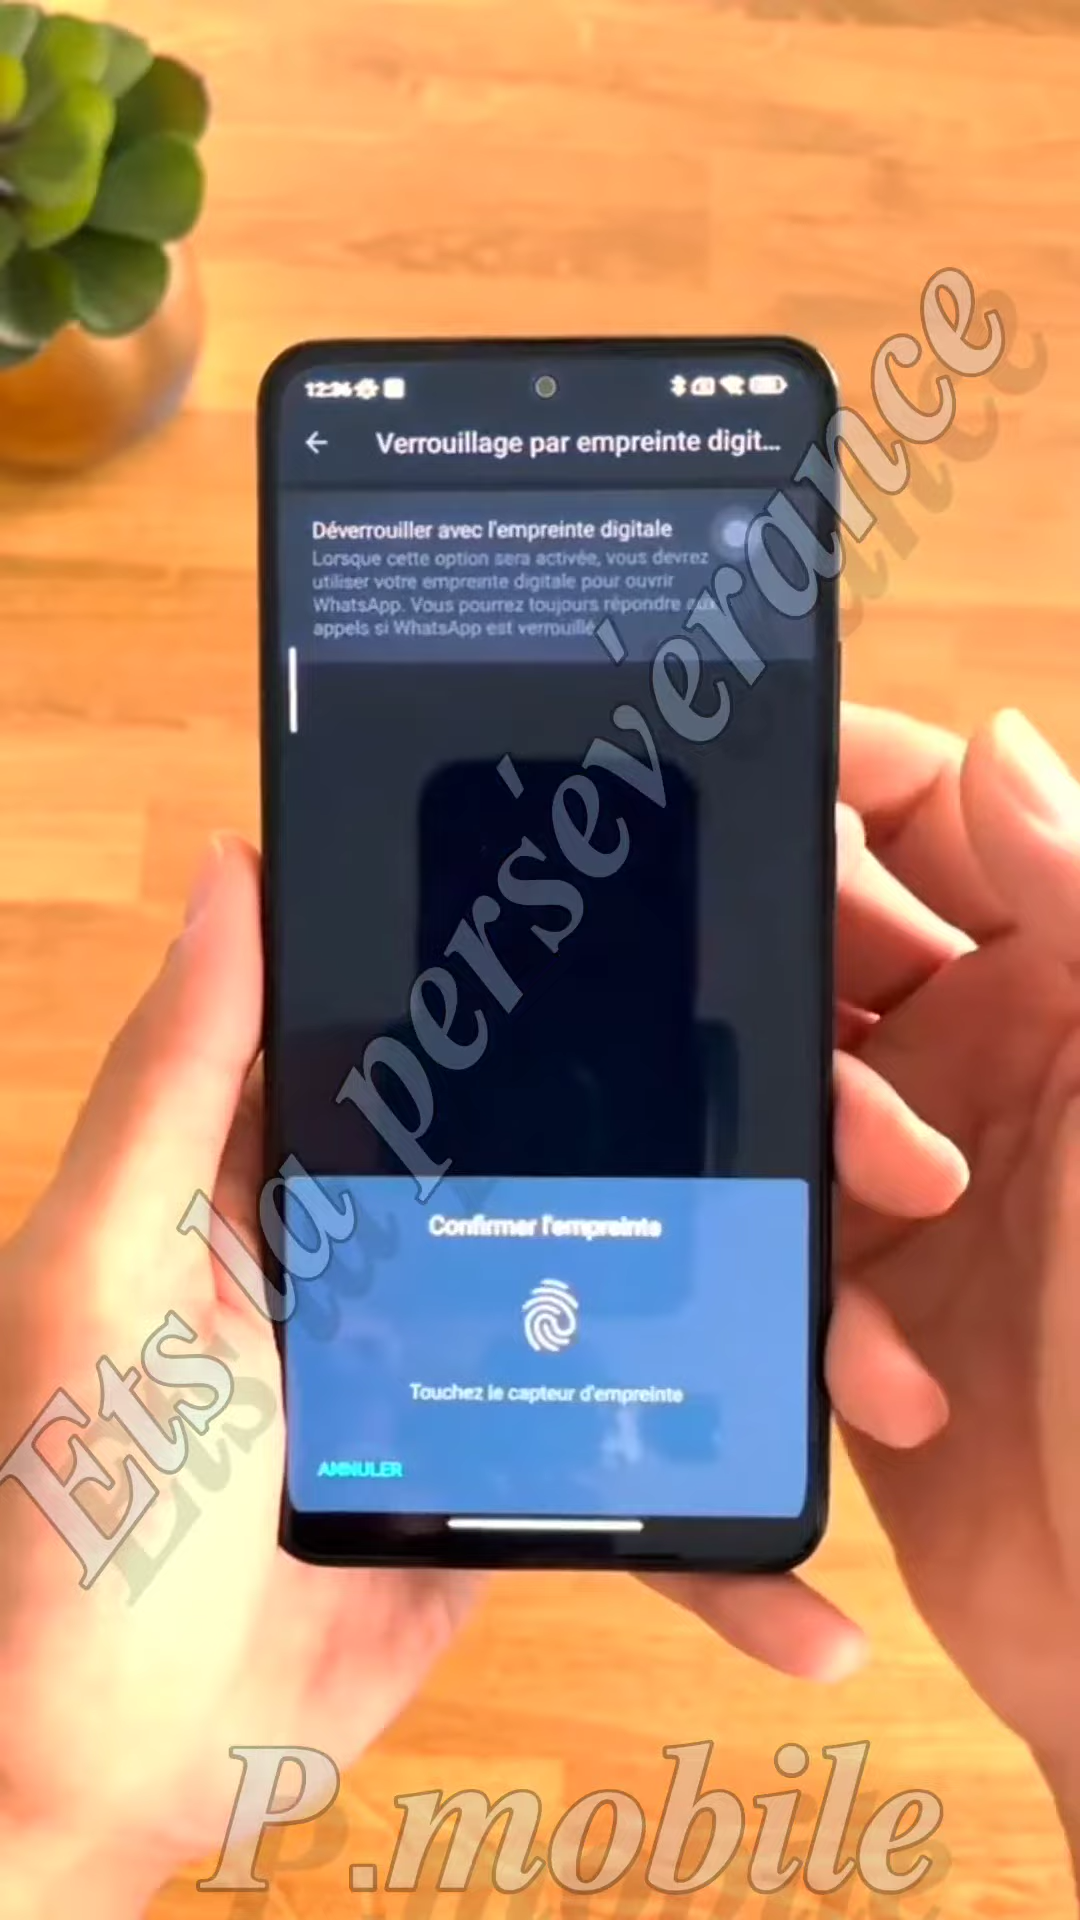 12:36
Verrouillage par empreinte digit...
Déverrouiller avec l'empreinte digitale
Lorsque cette option sera activée, vous devrez
utiliser votre empreinte digitale pour ouvrir
WhatsApp. Vous pourrez toujours répondre aux
appels si WhatsApp est verrouillé.
Ets la persévérance
Confirmer l'empreinte
Touchez le capteur d'empreinte
ANNULER
P.mobile